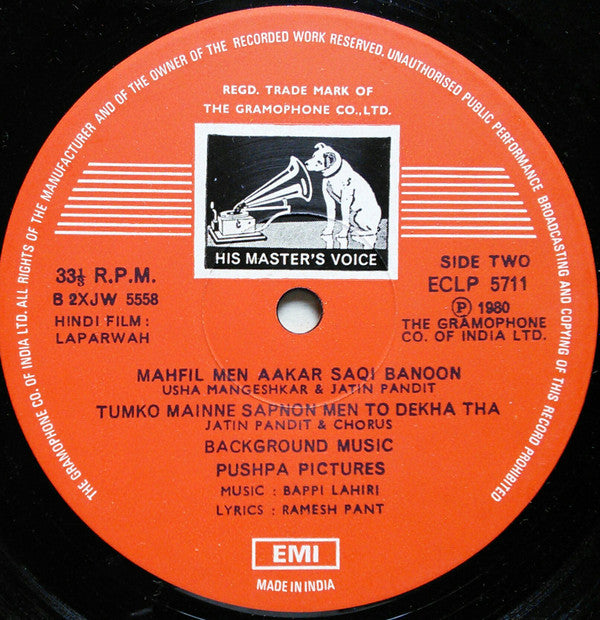 THE GRAMOPHONE CO. OF INDIA LTD. ALL RIGHTS OF THE MANUFACTURER AND OF THE OWNER OF THE RECORDED WORK RESERVED, UNAUTHORISED PUBLIC PERFORMANCE BROADCASTING AND COPYING OF THIS RECORD PROHIBITED
REGD. TRADE MARK OF
THE GRAMOPHONE CO., LTD.
HIS MASTER'S VOICE
33⅓ R.P.M.
B 2XJW 5558
HINDI FILM :
LAPARWAH
SIDE TWO
ECLP 5711
℗ 1980
THE GRAMOPHONE
CO. OF INDIA LTD.
MAHFIL MEN AAKAR SAQI BANOON
USHA MANGESHKAR & JATIN PANDIT
TUMKO MAINNE SAPNON MEN TO DEKHA THA
JATIN PANDIT & CHORUS
BACKGROUND MUSIC
PUSHPA PICTURES
MUSIC : BAPPI LAHIRI
LYRICS : RAMESH PANT
EMI
MADE IN INDIA